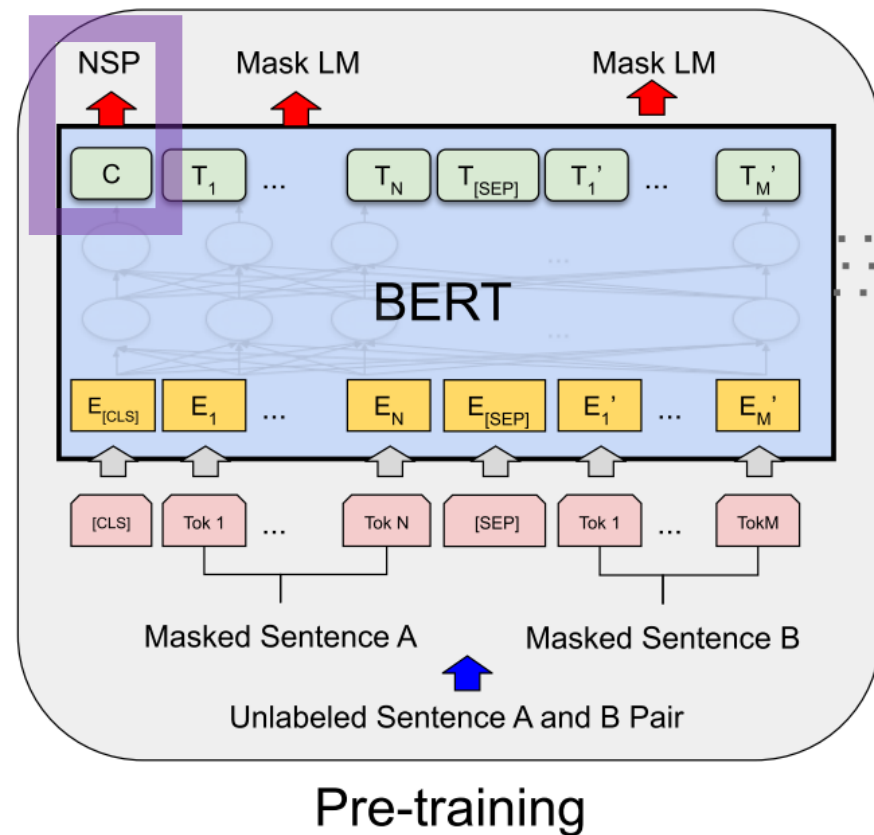 NSP Mask LM Mask LM
C T1 ... TN T[SEP] T1’ ... TM’
...
BERT
...
E[CLS] E1 ... EN E[SEP] E1’ ... EM’
[CLS] Tok 1 ... Tok N [SEP] Tok 1 ... TokM
Masked Sentence A Masked Sentence B
Unlabeled Sentence A and B Pair
Pre-training